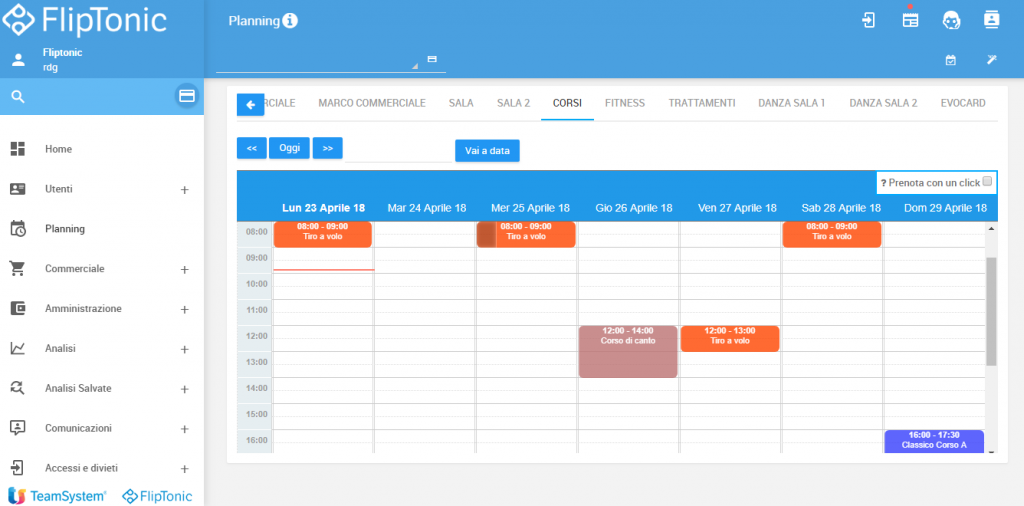 FlipTonic
Planning
Fliptonic
rdg
Home
Utenti +
Planning
Commerciale +
Amministrazione +
Analisi +
Analisi Salvate +
Comunicazioni +
Accessi e divieti +
TeamSystem® FlipTonic
RCIALE MARCO COMMERCIALE SALA SALA 2 CORSI FITNESS TRATTAMENTI DANZA SALA 1 DANZA SALA 2 EVOCARD
<< Oggi >> Vai a data
? Prenota con un click
Lun 23 Aprile 18 Mar 24 Aprile 18 Mer 25 Aprile 18 Gio 26 Aprile 18 Ven 27 Aprile 18 Sab 28 Aprile 18 Dom 29 Aprile 18
08:00 08:00 - 09:00 08:00 - 09:00 08:00 - 09:00
Tiro a volo Tiro a volo Tiro a volo
09:00
10:00
11:00
12:00 12:00 - 14:00 12:00 - 13:00
Corso di canto Tiro a volo
13:00
14:00
15:00
16:00 16:00 - 17:30
Classico Corso A